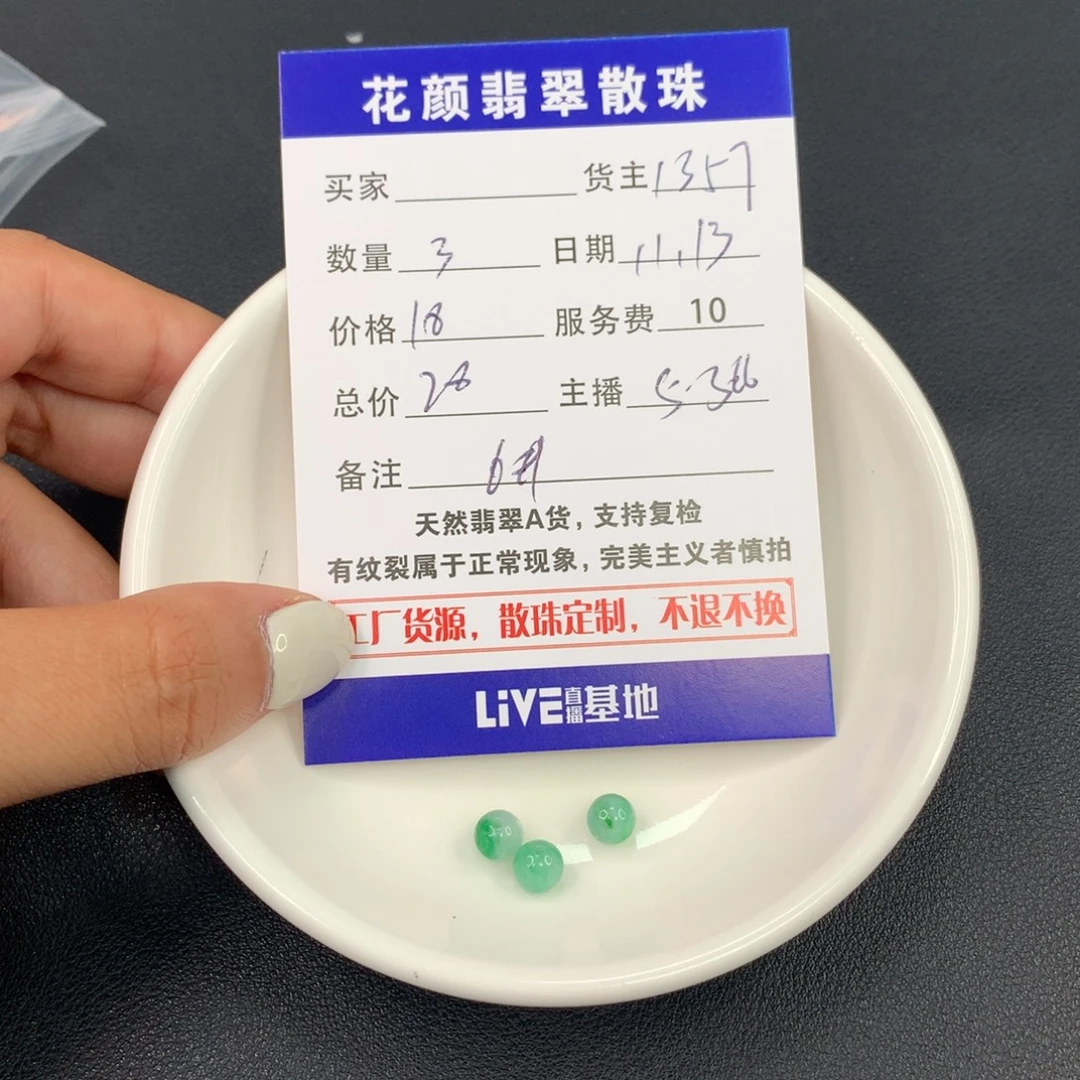 花颜翡翠散珠
买家 货主 1357
数量 3 日期 11.13
价格 18 服务费 10
总价 28 主播
备注
天然翡翠A货，支持复检
有纹裂属于正常现象，完美主义者慎拍
工厂货源，散珠定制，不退不换
LiVE直播基地